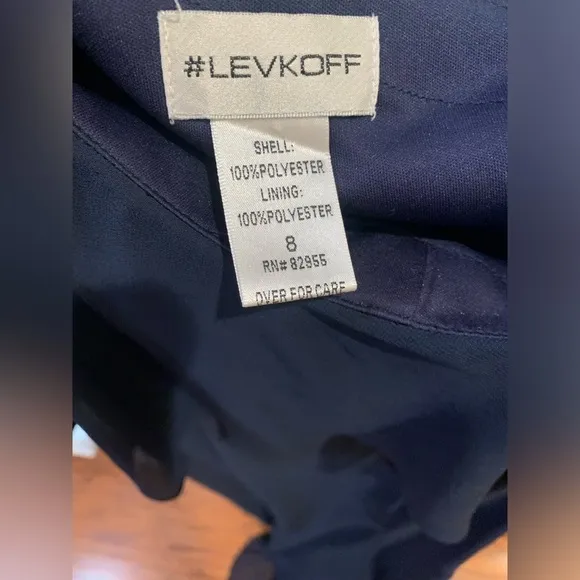 #LEVKOFF
SHELL:
100%POLYESTER
LINING:
100%POLYESTER
8
RN# 82955
OVER FOR CARE